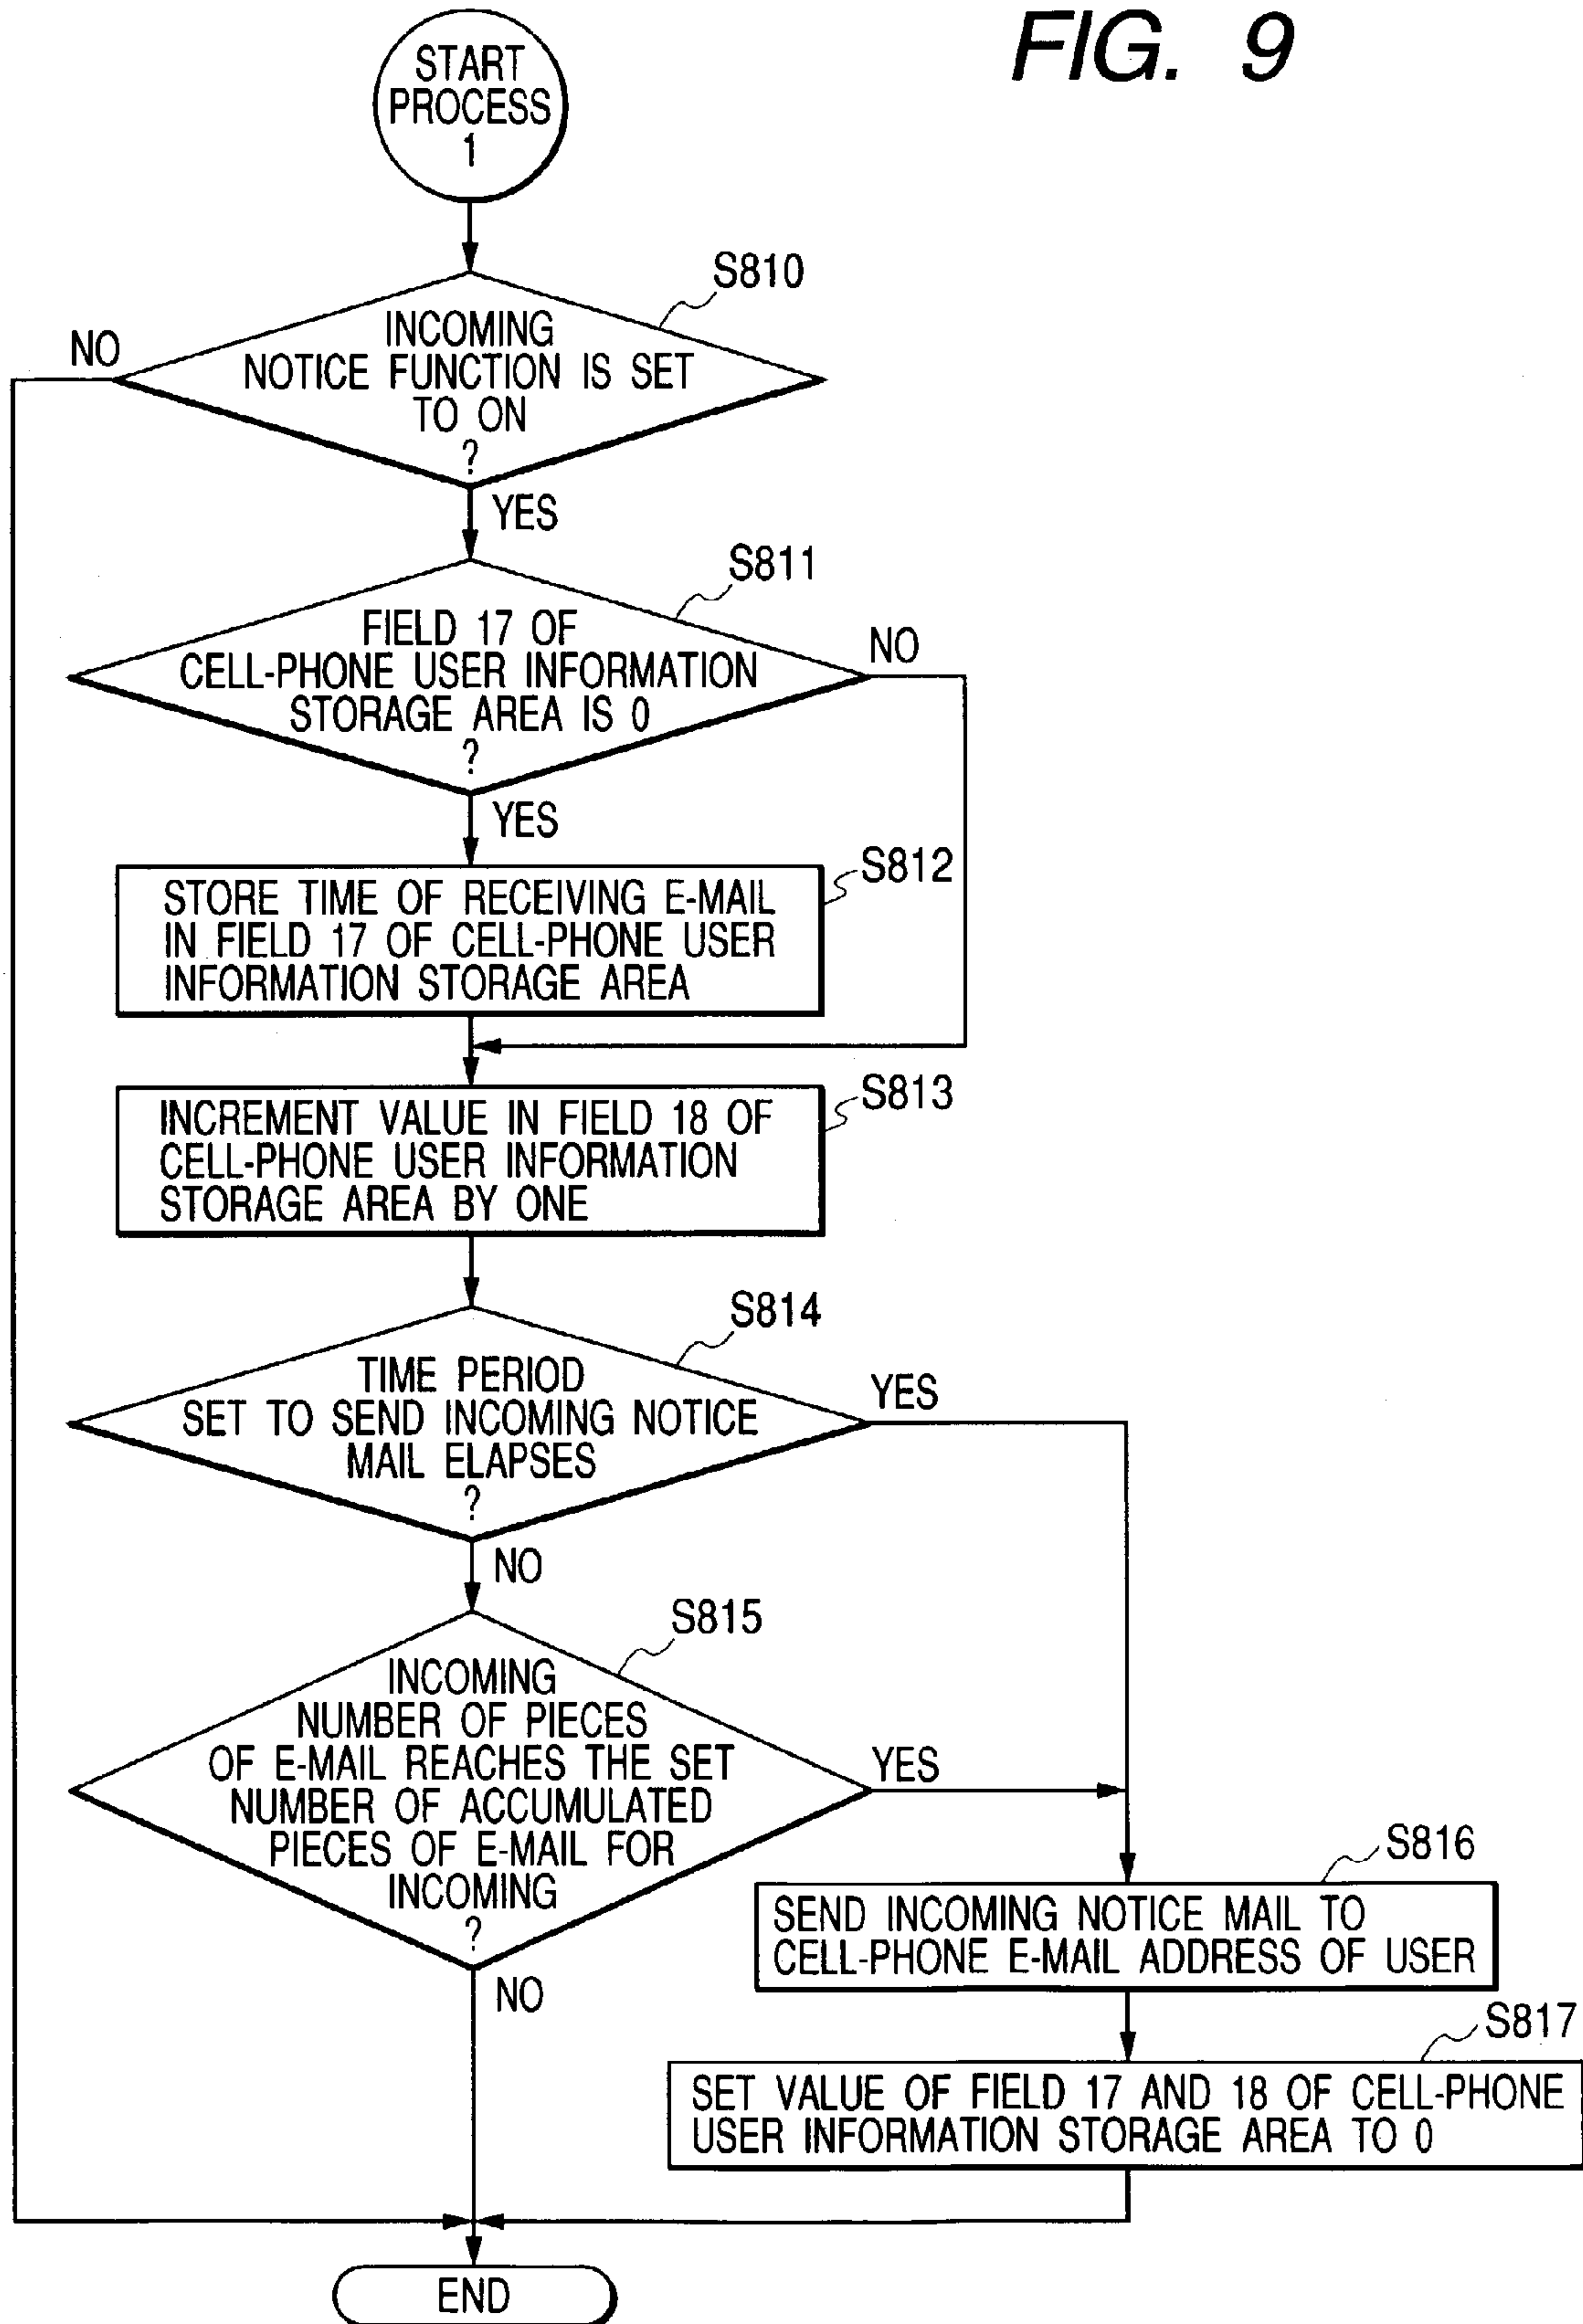 FIG. 9
START
PROCESS
1
S810
INCOMING
NOTICE FUNCTION IS SET
TO ON
?
NO
YES
S811
FIELD 17 OF
CELL-PHONE USER INFORMATION
STORAGE AREA IS 0
?
NO
YES
S812
STORE TIME OF RECEIVING E-MAIL
IN FIELD 17 OF CELL-PHONE USER
INFORMATION STORAGE AREA
S813
INCREMENT VALUE IN FIELD 18 OF
CELL-PHONE USER INFORMATION
STORAGE AREA BY ONE
S814
TIME PERIOD
SET TO SEND INCOMING NOTICE
MAIL ELAPSES
?
YES
NO
S815
INCOMING
NUMBER OF PIECES
OF E-MAIL REACHES THE SET
NUMBER OF ACCUMULATED
PIECES OF E-MAIL FOR
INCOMING
?
YES
NO
S816
SEND INCOMING NOTICE MAIL TO
CELL-PHONE E-MAIL ADDRESS OF USER
S817
SET VALUE OF FIELD 17 AND 18 OF CELL-PHONE
USER INFORMATION STORAGE AREA TO 0
END